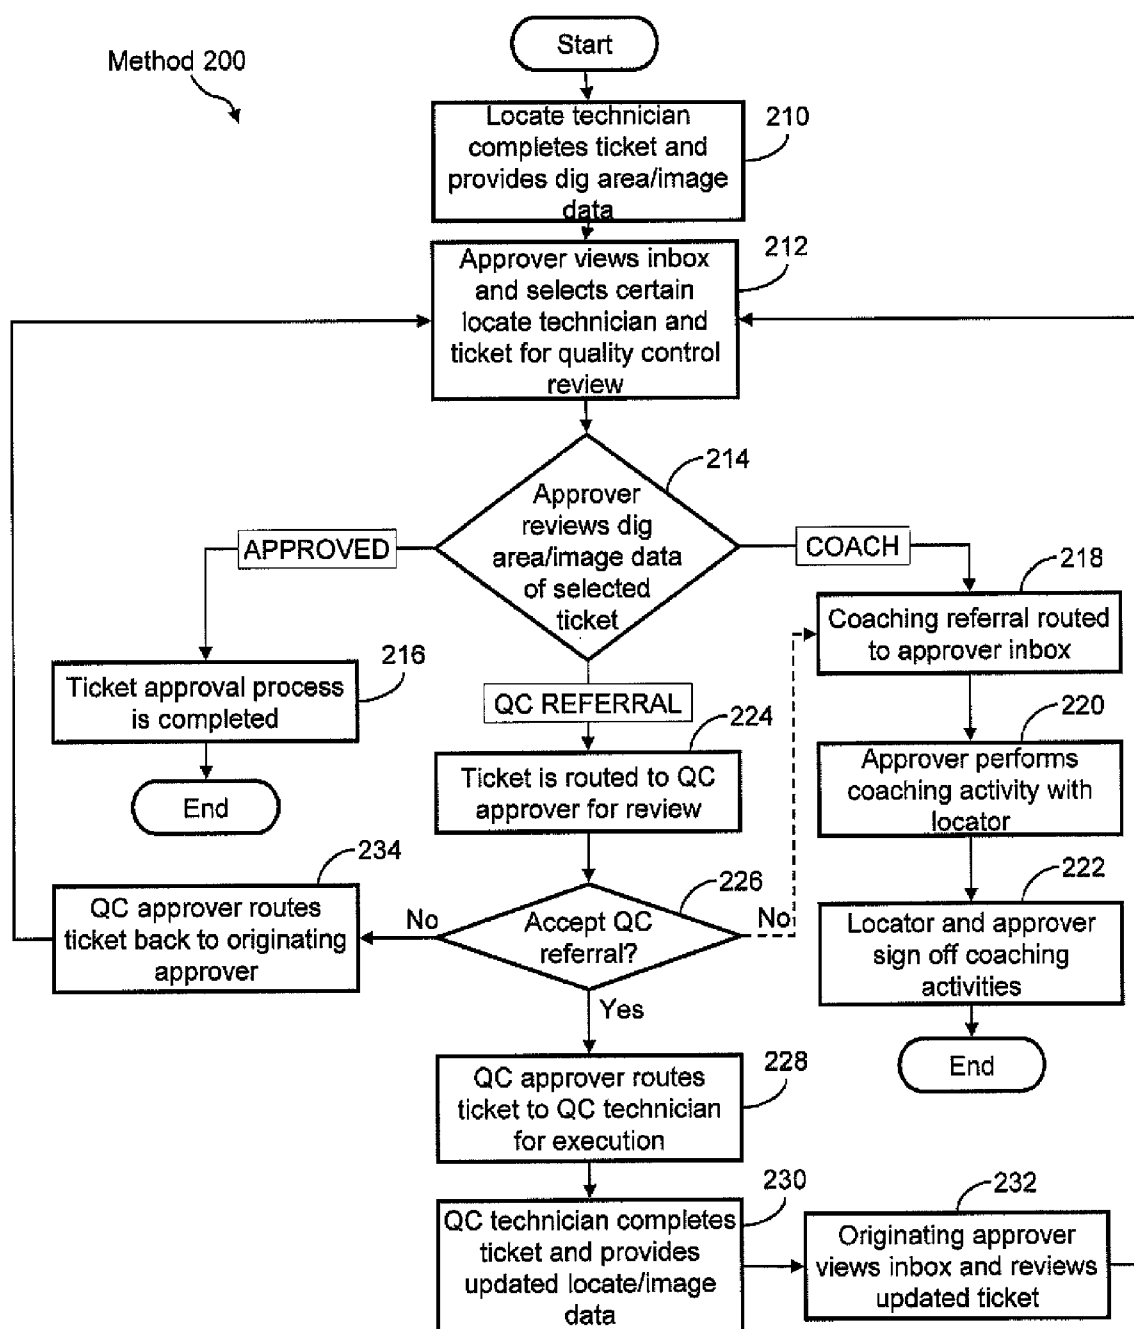 Start
Method 200
210
Locate technician
completes ticket and
provides dig area/image
data
212
Approver views inbox
and selects certain
locate technician and
ticket for quality control
review
214
Approver
reviews dig
area/image data
of selected
ticket
APPROVED
COACH
218
Coaching referral routed
to approver inbox
216
Ticket approval process
is completed
End
QC REFERRAL
224
Ticket is routed to QC
approver for review
220
Approver performs
coaching activity with
locator
234
QC approver routes
ticket back to originating
approver
226
No
Accept QC
referral?
No
Yes
222
Locator and approver
sign off coaching
activities
End
228
QC approver routes
ticket to QC technician
for execution
230
QC technician completes
ticket and provides
updated locate/image
data
232
Originating approver
views inbox and reviews
updated ticket